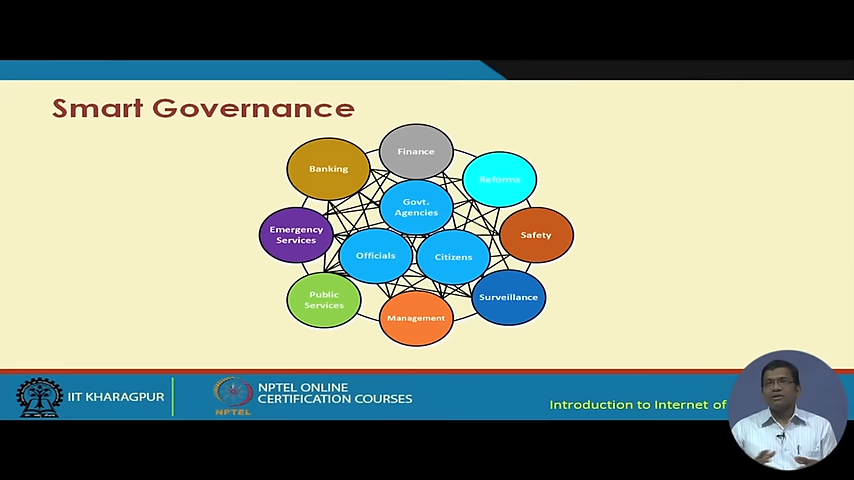 Smart Governance
Finance
Banking
Reforms
Govt.
Agencies
Emergency
Services
Safety
Officials
Citizens
Public
Services
Surveillance
Management
IIT KHARAGPUR
NPTEL
NPTEL ONLINE
CERTIFICATION COURSES
Introduction to Internet of